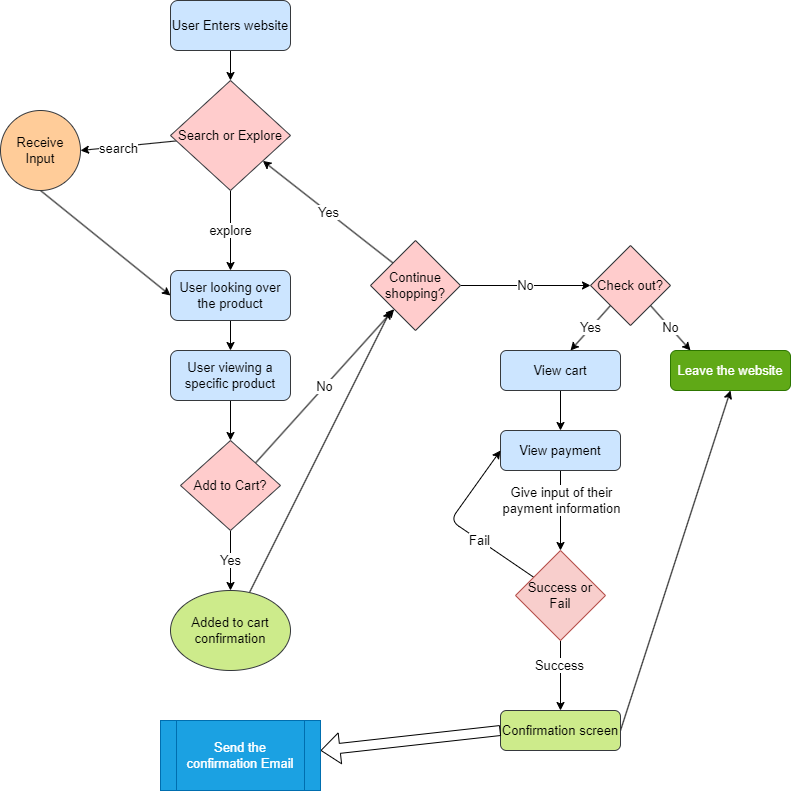 User Enters website
Search or Explore
Receive
Input
search
Yes
explore
User looking over
the product
Continue
shopping?
No
Check out?
Yes
No
User viewing a
specific product
View cart
Leave the website
No
View payment
Add to Cart?
Give input of their
payment information
Fail
Yes
Success or
Fail
Added to cart
confirmation
Success
Confirmation screen
Send the
confirmation Email